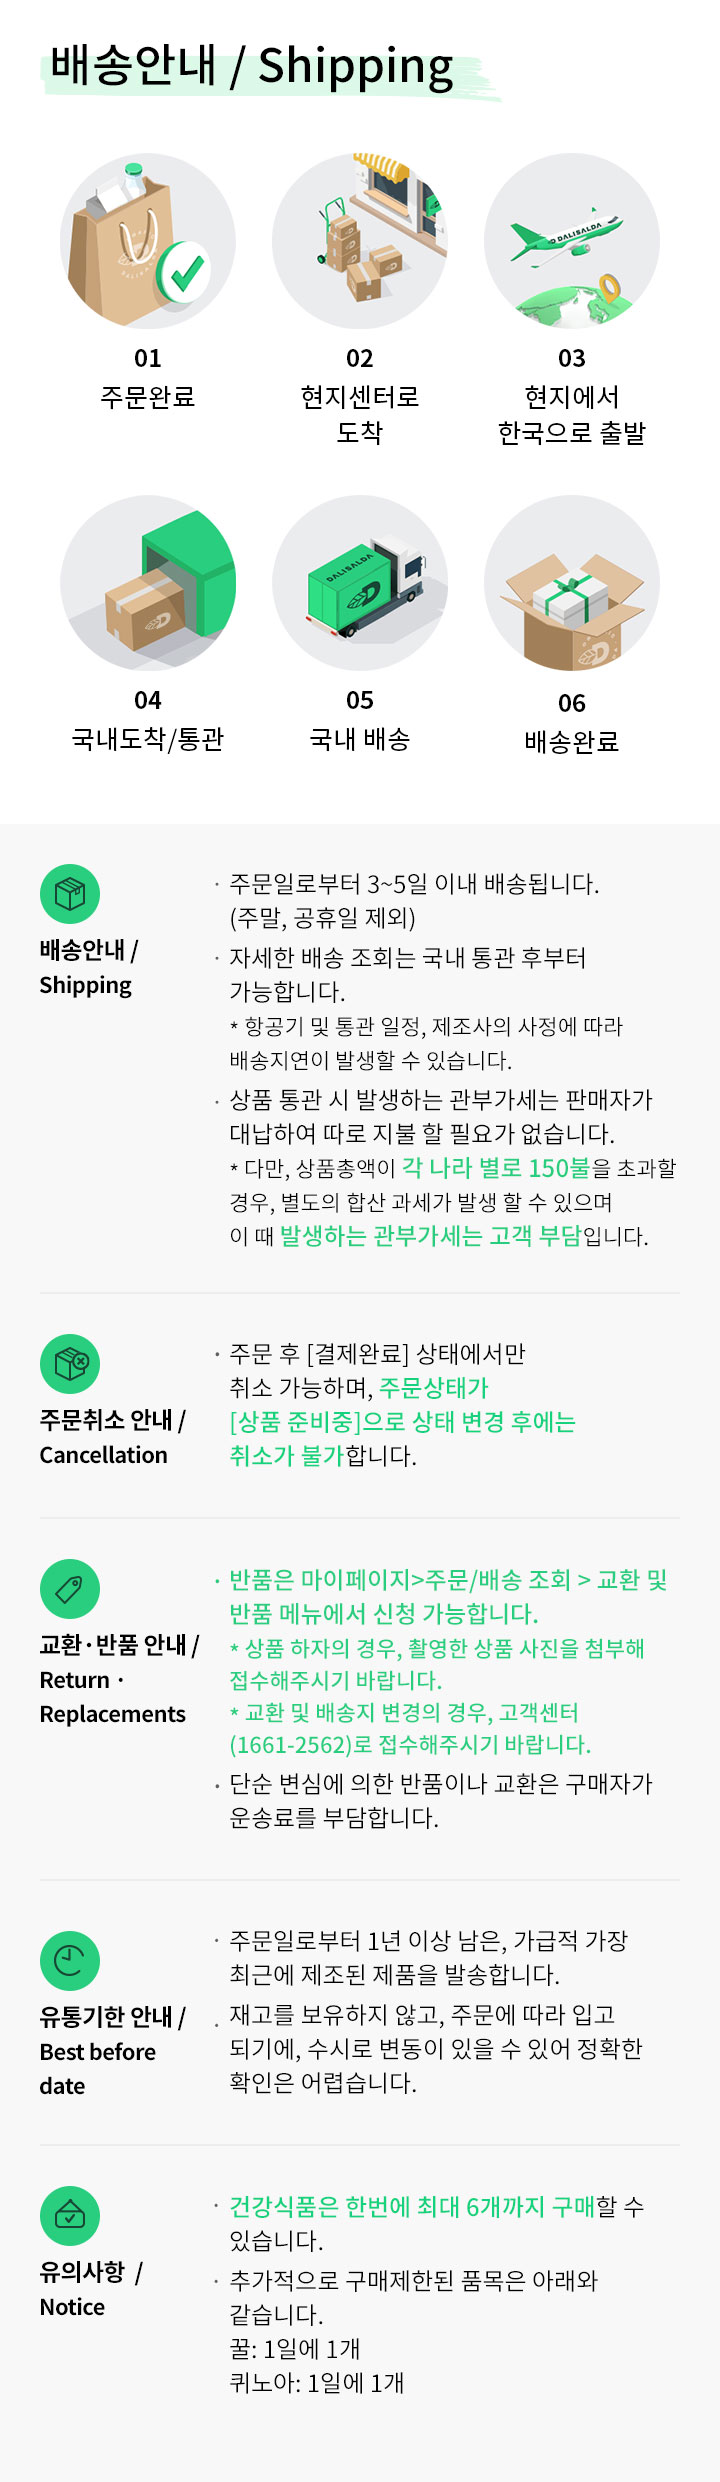 배송안내 / Shipping
DALISALDA
01
주문완료
02
현지센터로
도착
03
현지에서
한국으로 출발
DALISALDA
04
국내도착/통관
05
국내 배송
06
배송완료
배송안내 /
Shipping
· 주문일로부터 3~5일 이내 배송됩니다.
(주말, 공휴일 제외)
· 자세한 배송 조회는 국내 통관 후부터
가능합니다.
* 항공기 및 통관 일정, 제조사의 사정에 따라
배송지연이 발생할 수 있습니다.
· 상품 통관 시 발생하는 관부가세는 판매자가
대납하여 따로 지불 할 필요가 없습니다.
* 다만, 상품총액이 각 나라 별로 150불을 초과할
경우, 별도의 합산 과세가 발생 할 수 있으며
이 때 발생하는 관부가세는 고객 부담입니다.
주문취소 안내 /
Cancellation
· 주문 후 [결제완료] 상태에서만
취소 가능하며, 주문상태가
[상품 준비중]으로 상태 변경 후에는
취소가 불가합니다.
교환·반품 안내 /
Return ·
Replacements
· 반품은 마이페이지>주문/배송 조회 > 교환 및
반품 메뉴에서 신청 가능합니다.
* 상품 하자의 경우, 촬영한 상품 사진을 첨부해
접수해주시기 바랍니다.
* 교환 및 배송지 변경의 경우, 고객센터
(1661-2562)로 접수해주시기 바랍니다.
· 단순 변심에 의한 반품이나 교환은 구매자가
운송료를 부담합니다.
유통기한 안내 /
Best before
date
· 주문일로부터 1년 이상 남은, 가급적 가장
최근에 제조된 제품을 발송합니다.
· 재고를 보유하지 않고, 주문에 따라 입고
되기에, 수시로 변동이 있을 수 있어 정확한
확인은 어렵습니다.
유의사항 /
Notice
· 건강식품은 한번에 최대 6개까지 구매할 수
있습니다.
· 추가적으로 구매제한된 품목은 아래와
같습니다.
꿀: 1일에 1개
퀴노아: 1일에 1개